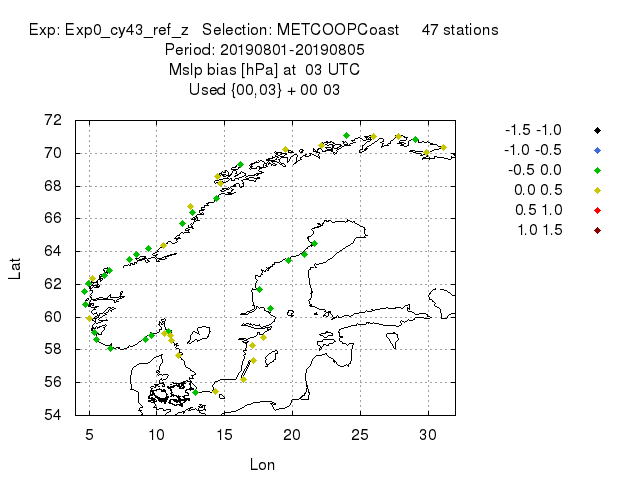 Exp: Exp0_cy43_ref_z   Selection: METCOOPCoast     47 stations
Period: 20190801-20190805
Mslp bias [hPa] at  03 UTC
Used {00,03} + 00 03
72
70
68
66
64
62
60
58
56
54
Lat
5 10 15 20 25 30
Lon
-1.5 -1.0
-1.0 -0.5
-0.5 0.0
0.0 0.5
0.5 1.0
1.0 1.5